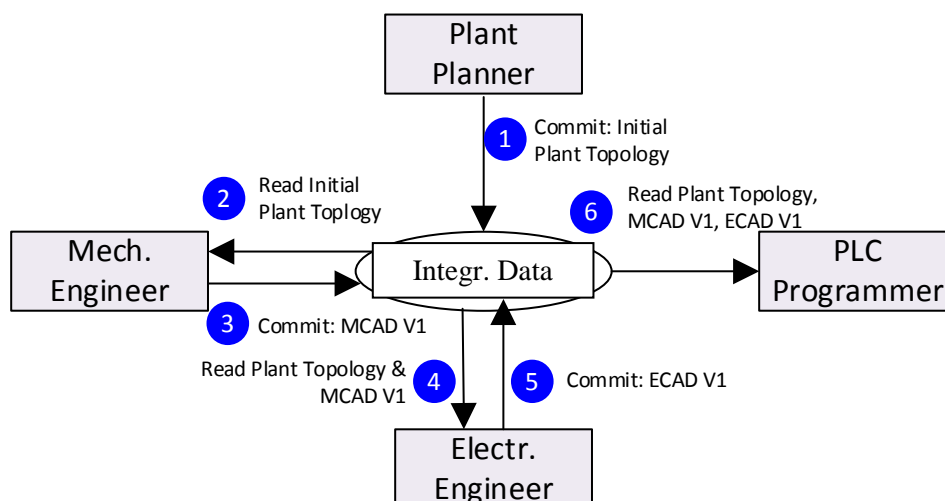 Plant
Planner
1
Commit: Initial
Plant Topology
2
Read Initial
Plant Toplogy
6
Read Plant Topology,
MCAD V1, ECAD V1
Mech.
Engineer
Integr. Data
PLC
Programmer
3
Commit: MCAD V1
Read Plant Topology &
MCAD V1
4
5
Commit: ECAD V1
Electr.
Engineer